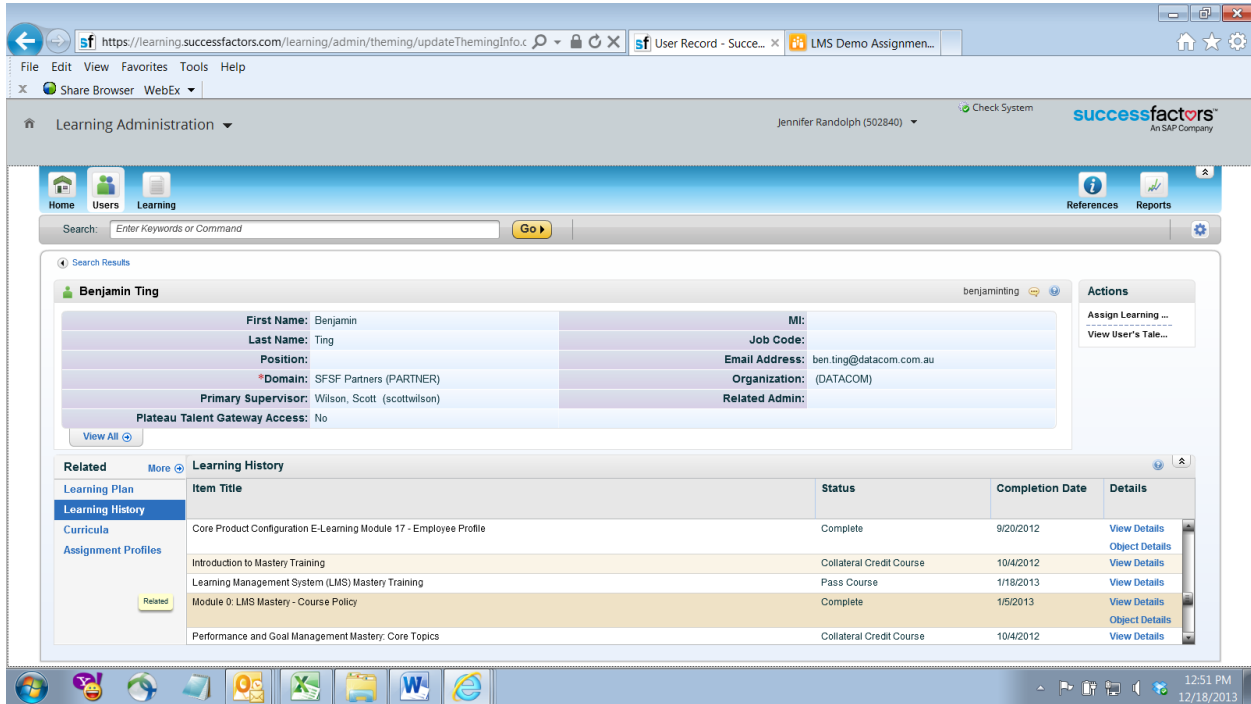 https://learning.successfactors.com/learning/admin/theming/updateThemingInfo.c
sf User Record - Succe...
LMS Demo Assignmen...
File Edit View Favorites Tools Help
x Share Browser WebEx
Learning Administration
Jennifer Randolph (502840)
Check System
successfactors™
An SAP Company
Home Users Learning
References Reports
Search: Enter Keywords or Command Go
Search Results
Benjamin Ting benjaminting
Actions
Assign Learning ...
View User's Tale...
First Name: Benjamin MI:
Last Name: Ting Job Code:
Position: Email Address: ben.ting@datacom.com.au
*Domain: SFSF Partners (PARTNER) Organization: (DATACOM)
Primary Supervisor: Wilson, Scott (scottwilson) Related Admin:
Plateau Talent Gateway Access: No
View All
Related More
Learning Plan
Learning History
Curricula
Assignment Profiles
Related
Learning History
Item Title Status Completion Date Details
Core Product Configuration E-Learning Module 17 - Employee Profile Complete 9/20/2012 View Details
Object Details
Introduction to Mastery Training Collateral Credit Course 10/4/2012 View Details
Learning Management System (LMS) Mastery Training Pass Course 1/18/2013 View Details
Module 0: LMS Mastery - Course Policy Complete 1/5/2013 View Details
Object Details
Performance and Goal Management Mastery: Core Topics Collateral Credit Course 10/4/2012 View Details
12:51 PM
12/18/2013